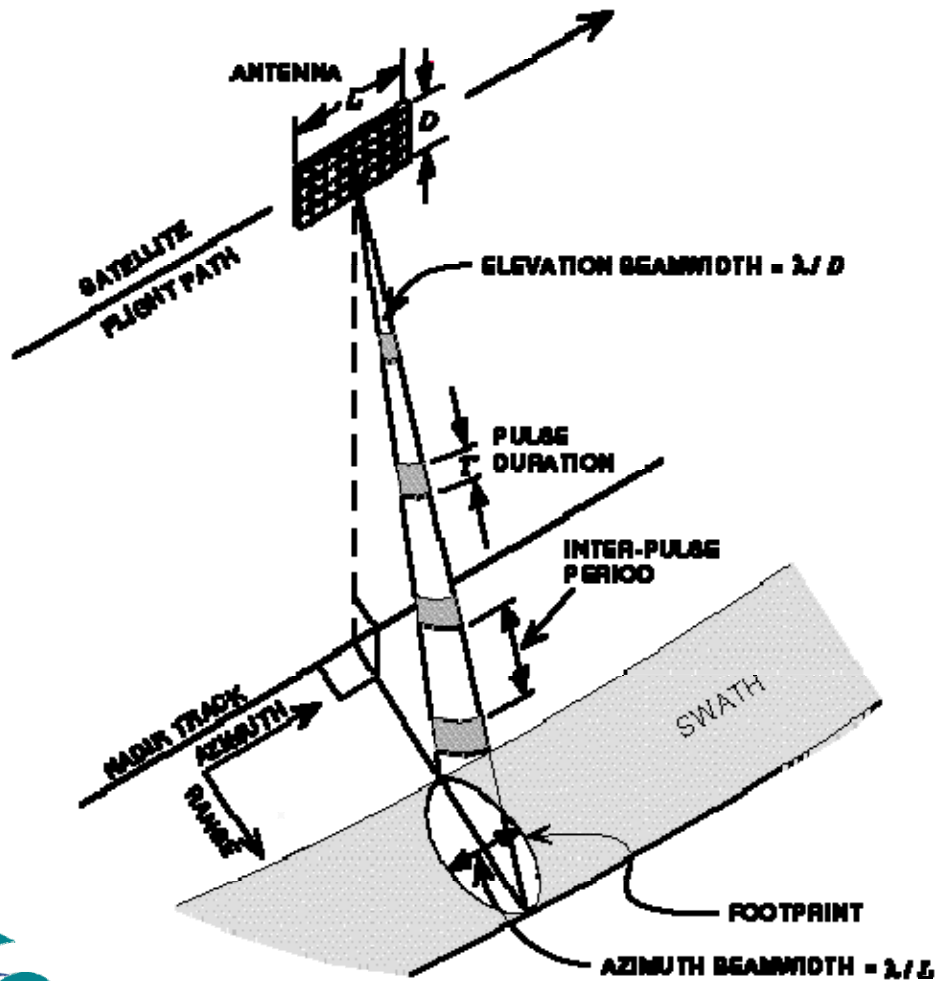 ANTENNA
L
D
SATELLITE
FLIGHT PATH
ELEVATION BEAMWIDTH = λ/D
PULSE
DURATION
INTER-PULSE
PERIOD
SWATH
NADIR TRACK
AZIMUTH
RANGE
FOOTPRINT
AZIMUTH BEAMWIDTH = λ/L